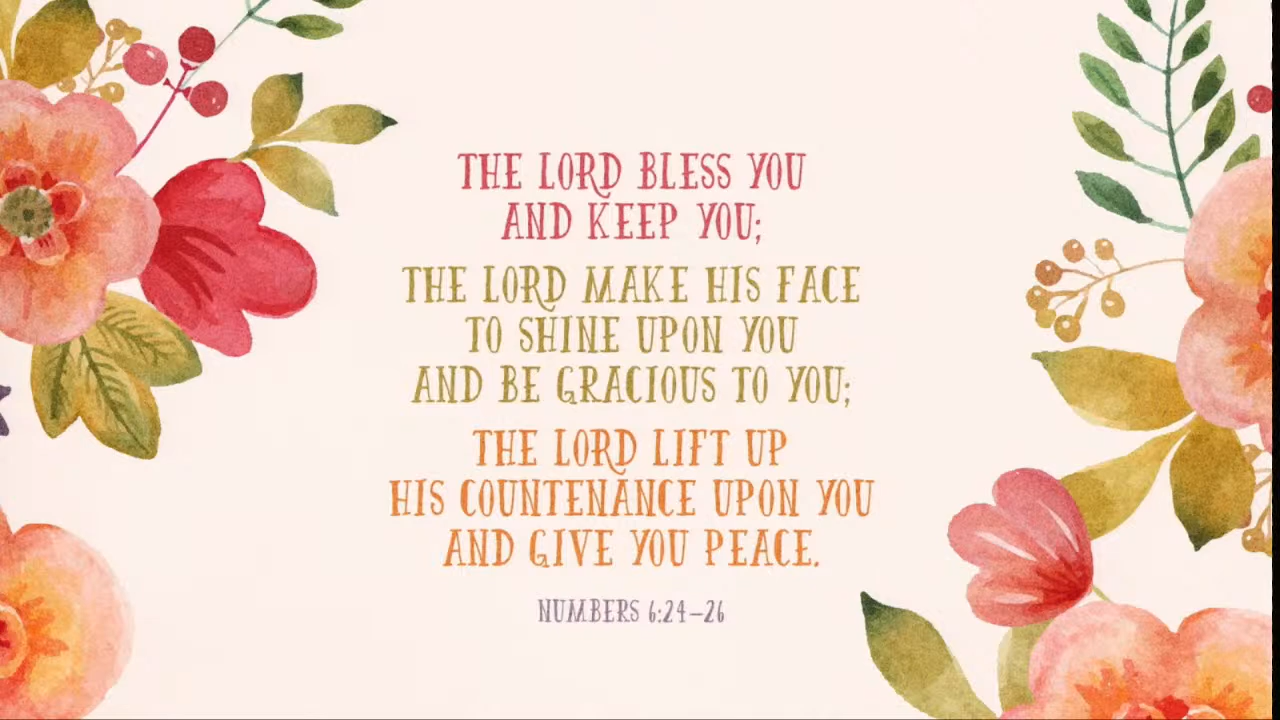 THE LORD BLESS YOU
AND KEEP YOU;
THE LORD MAKE HIS FACE
TO SHINE UPON YOU
AND BE GRACIOUS TO YOU;
THE LORD LIFT UP
HIS COUNTENANCE UPON YOU
AND GIVE YOU PEACE.
NUMBERS 6:24–26